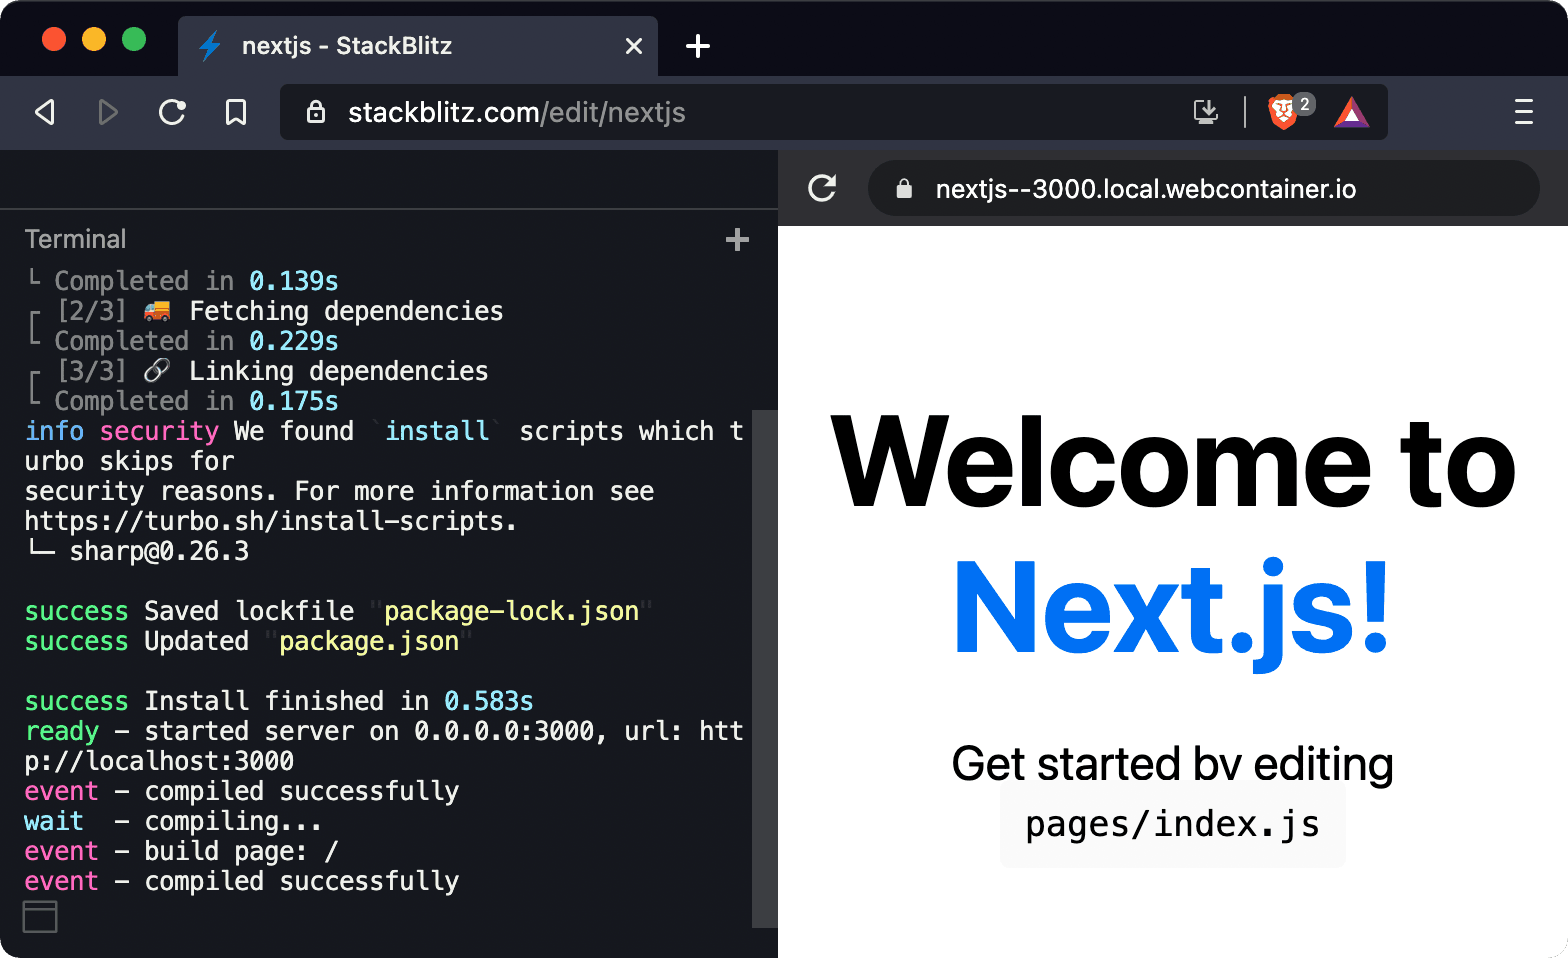 nextjs - StackBlitz
stackblitz.com/edit/nextjs
2
nextjs--3000.local.webcontainer.io
Terminal
└ Completed in 0.139s
[2/3] 🚚 Fetching dependencies
└ Completed in 0.229s
[3/3] 🔗 Linking dependencies
└ Completed in 0.175s
info security We found `install` scripts which t
urbo skips for
security reasons. For more information see
https://turbo.sh/install-scripts.
└─ sharp@0.26.3
success Saved lockfile "package-lock.json"
success Updated "package.json"
success Install finished in 0.583s
ready - started server on 0.0.0.0:3000, url: htt
p://localhost:3000
event - compiled successfully
wait  - compiling...
event - build page: /
event - compiled successfully
Welcome to
Next.js!
Get started by editing
pages/index.js